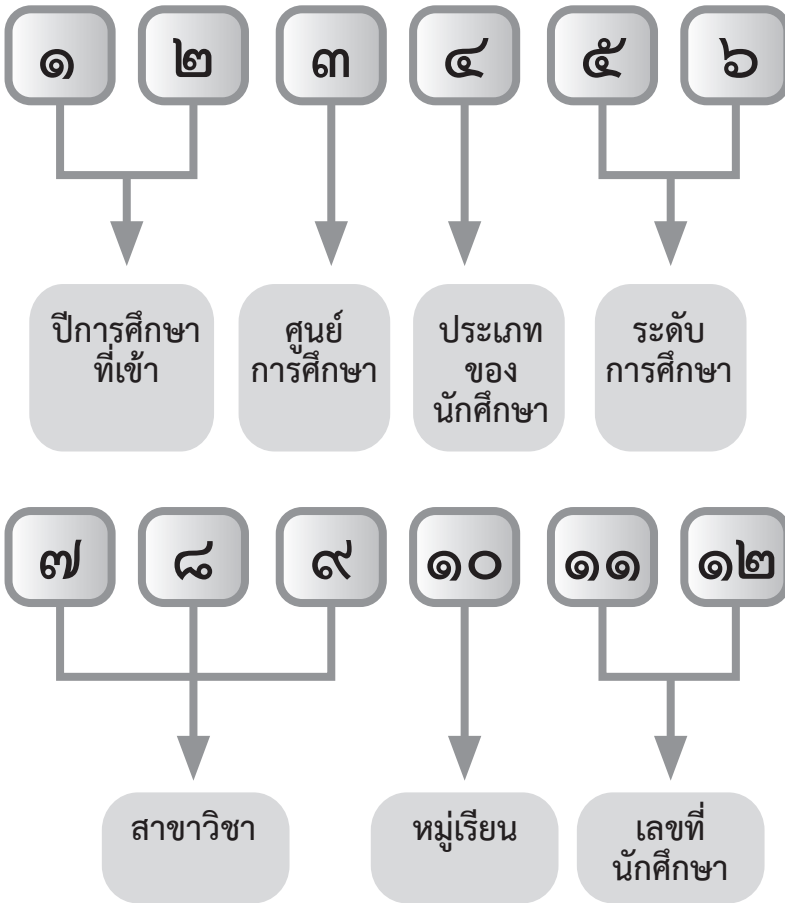 ๑ ๒ ๓ ๔ ๕ ๖
ปีการศึกษา
ที่เข้า
ศูนย์
การศึกษา
ประเภท
ของ
นักศึกษา
ระดับ
การศึกษา
๗ ๘ ๙ ๑๐ ๑๑ ๑๒
สาขาวิชา
หมู่เรียน
เลขที่
นักศึกษา